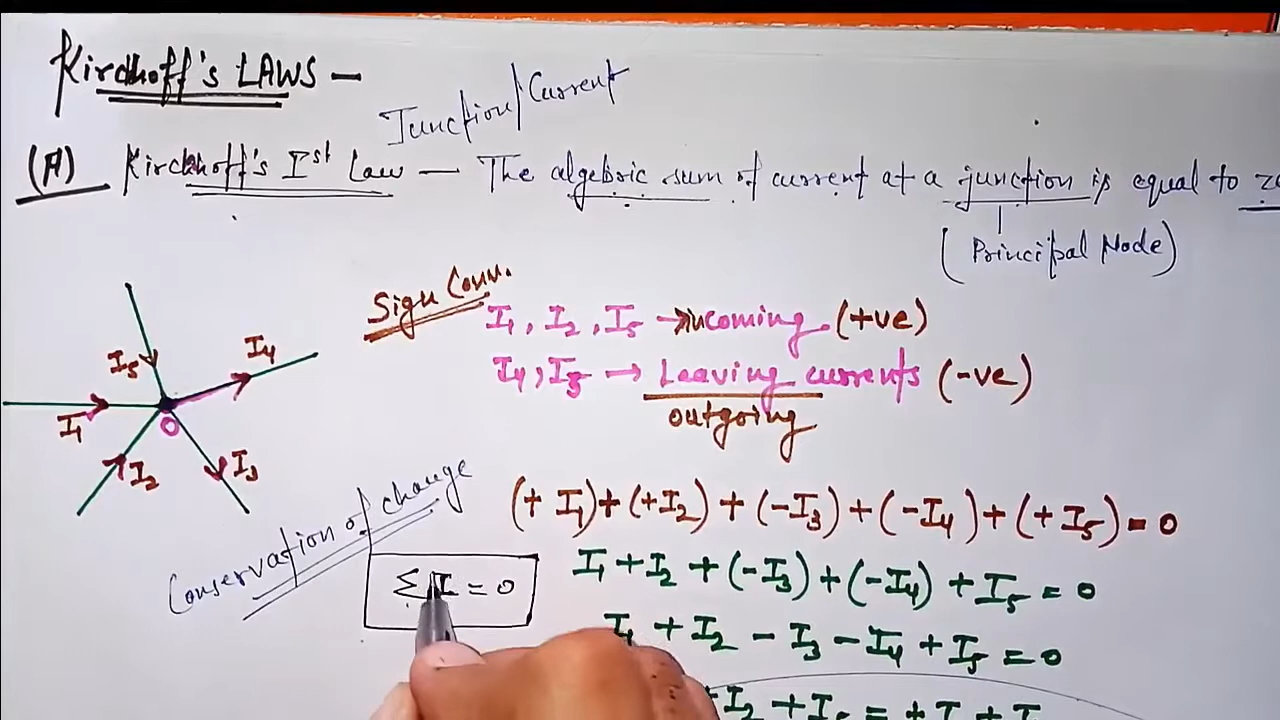 Kirchhoff's LAWS —
Junction/Current
(A) Kirchhoff's Ist Law — The algebric sum of current at a junction is equal to
(Principal Node)
Sign Conv.
I1, I2, I5 → incoming (+ve)
I4, I3 → Leaving currents (-ve)
outgoing
I5
I4
I1
O
I2
I3
Conservation of change
(+ I1) + (+I2) + (-I3) + (-I4) + (+ I5) = 0
Σ I = 0
I1 + I2 + (-I3) + (-I4) + I5 = 0
I1 + I2 - I3 - I4 + I5 = 0